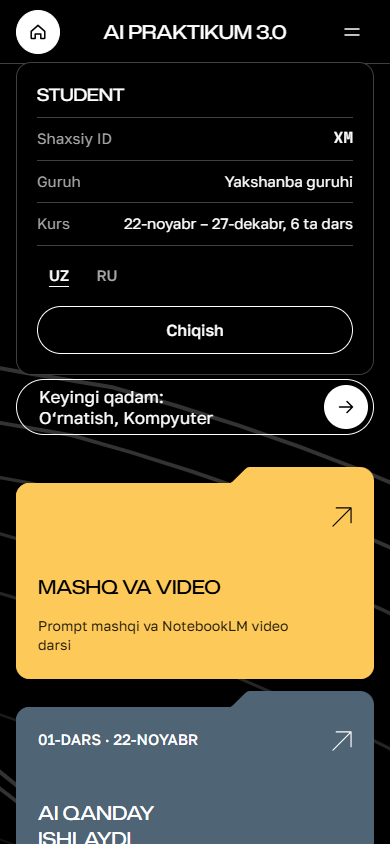 AI PRAKTIKUM 3.0
STUDENT
Shaxsiy ID XM
Guruh Yakshanba guruhi
Kurs 22-noyabr – 27-dekabr, 6 ta dars
UZ RU
Chiqish
Keyingi qadam:
O‘rnatish, Kompyuter
MASHQ VA VIDEO
Prompt mashqi va NotebookLM video
darsi
01-DARS · 22-NOYABR
AI QANDAY
ISHLAYDI